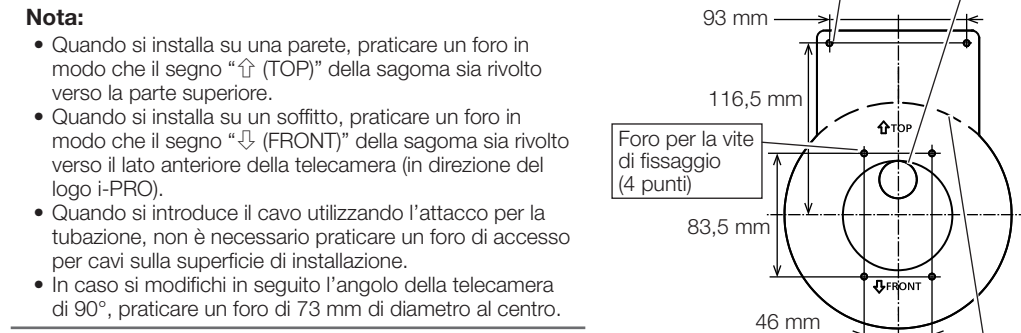 Nota:
• Quando si installa su una parete, praticare un foro in
modo che il segno “⇧ (TOP)” della sagoma sia rivolto
verso la parte superiore.
• Quando si installa su un soffitto, praticare un foro in
modo che il segno “⇩ (FRONT)” della sagoma sia rivolto
verso il lato anteriore della telecamera (in direzione del
logo i-PRO).
• Quando si introduce il cavo utilizzando l’attacco per la
tubazione, non è necessario praticare un foro di accesso
per cavi sulla superficie di installazione.
• In caso si modifichi in seguito l’angolo della telecamera
di 90°, praticare un foro di 73 mm di diametro al centro.
93 mm
116,5 mm
⇧TOP
Foro per la vite
di fissaggio
(4 punti)
83,5 mm
⇩FRONT
46 mm